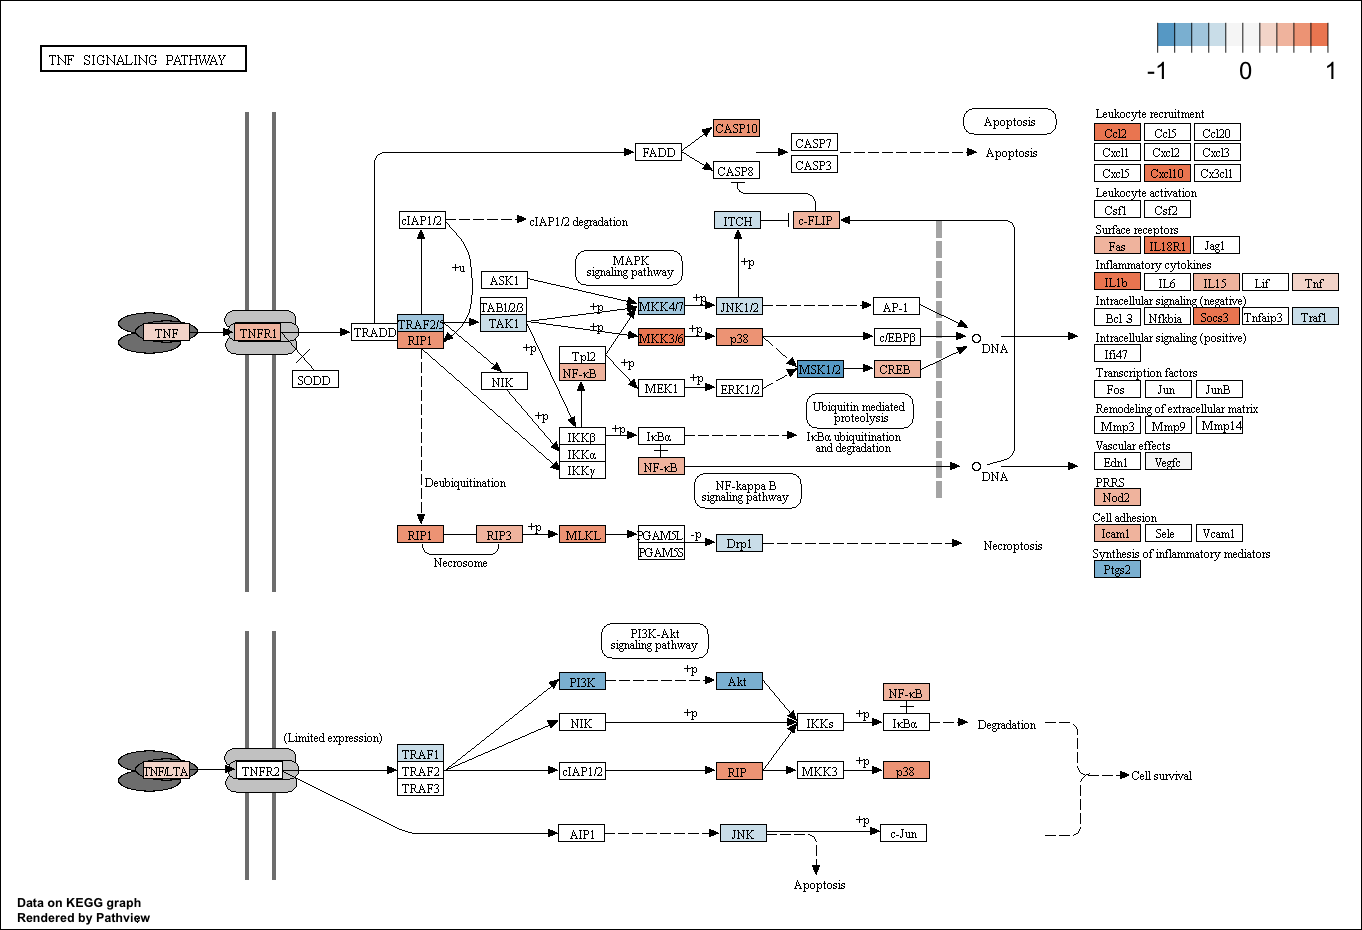 TNF SIGNALING PATHWAY
-1 0 1
CASP10
FADD
CASP8
CASP7
CASP3
Apoptosis
Apoptosis
cIAP1/2
cIAP1/2 degradation
ITCH
c-FLIP
+u
+p
MAPK
signaling pathway
ASK1
TAB1/2/3
TAK1
+p
+p
+p
MKK4/7
+p
JNK1/2
AP-1
TNF
TNFR1
SODD
TRADD
TRAF2/5
RIP1
MKK3/6
+p
p38
c/EBPβ
DNA
Tpl2
NF-κB
+p
NIK
MEK1
+p
ERK1/2
MSK1/2
CREB
+p
Ubiquitin mediated
proteolysis
IKKβ
IKKα
IKKγ
+p
IκBα
NF-κB
IκBα ubiquitination
and degradation
DNA
NF-kappa B
signaling pathway
Deubiquitination
RIP1
RIP3
+p
MLKL
PGAM5L
PGAM5S
-p
Drp1
Necroptosis
Necrosome
Leukocyte recruitment
Ccl2 Ccl5 Ccl20
Cxcl1 Cxcl2 Cxcl3
Cxcl5 Cxcl10 Cx3cl1
Leukocyte activation
Csf1 Csf2
Surface receptors
Fas IL18R1 Jag1
Inflammatory cytokines
IL1b IL6 IL15 Lif Tnf
Intracellular signaling (negative)
Bcl 3 Nfkbia Socs3 Tnfaip3 Traf1
Intracellular signaling (positive)
Ifi47
Transcription factors
Fos Jun JunB
Remodeling of extracellular matrix
Mmp3 Mmp9 Mmp14
Vascular effects
Edn1 Vegfc
PRRS
Nod2
Cell adhesion
Icam1 Sele Vcam1
Synthesis of inflammatory mediators
Ptgs2
PI3K-Akt
signaling pathway
PI3K
+p
Akt
NIK
+p
IKKs
+p
NF-κB
IκBα
Degradation
(Limited expression)
TNF/LTA
TNFR2
TRAF1
TRAF2
TRAF3
cIAP1/2
RIP
MKK3
+p
p38
Cell survival
AIP1
JNK
+p
c-Jun
Apoptosis
Data on KEGG graph
Rendered by Pathview